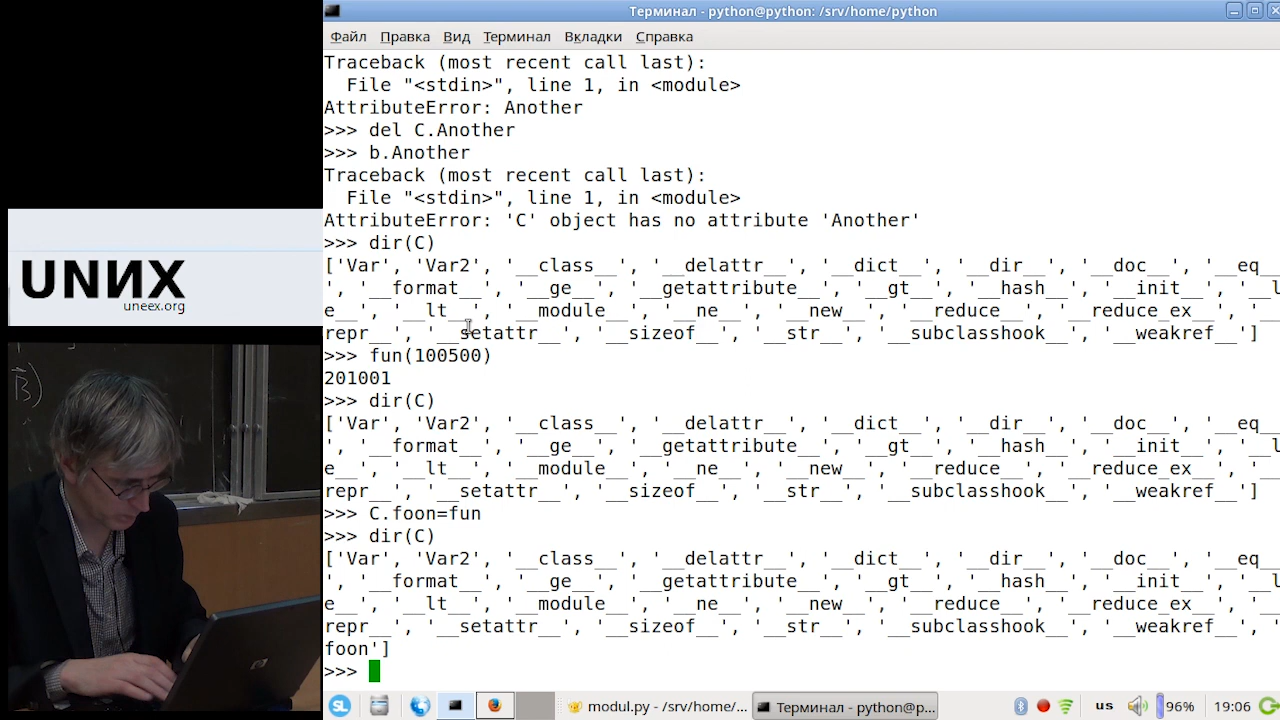 Терминал - python@python: /srv/home/python
Файл Правка Вид Терминал Вкладки Справка
Traceback (most recent call last):
  File "<stdin>", line 1, in <module>
AttributeError: Another
>>> del C.Another
>>> b.Another
Traceback (most recent call last):
  File "<stdin>", line 1, in <module>
AttributeError: 'C' object has no attribute 'Another'
>>> dir(C)
['Var', 'Var2', '__class__', '__delattr__', '__dict__', '__dir__', '__doc__', '__eq__
', '__format__', '__ge__', '__getattribute__', '__gt__', '__hash__', '__init__', '__l
e__', '__lt__', '__module__', '__ne__', '__new__', '__reduce__', '__reduce_ex__', '__
repr__', '__setattr__', '__sizeof__', '__str__', '__subclasshook__', '__weakref__']
>>> fun(100500)
201001
>>> dir(C)
['Var', 'Var2', '__class__', '__delattr__', '__dict__', '__dir__', '__doc__', '__eq__
', '__format__', '__ge__', '__getattribute__', '__gt__', '__hash__', '__init__', '__l
e__', '__lt__', '__module__', '__ne__', '__new__', '__reduce__', '__reduce_ex__', '__
repr__', '__setattr__', '__sizeof__', '__str__', '__subclasshook__', '__weakref__']
>>> C.foon=fun
>>> dir(C)
['Var', 'Var2', '__class__', '__delattr__', '__dict__', '__dir__', '__doc__', '__eq__
', '__format__', '__ge__', '__getattribute__', '__gt__', '__hash__', '__init__', '__l
e__', '__lt__', '__module__', '__ne__', '__new__', '__reduce__', '__reduce_ex__', '__
repr__', '__setattr__', '__sizeof__', '__str__', '__subclasshook__', '__weakref__', '
foon']
>>>
UNИX
uneex.org
B)
SL modul.py - /srv/home/... Терминал - python@p... us 96% 19:06